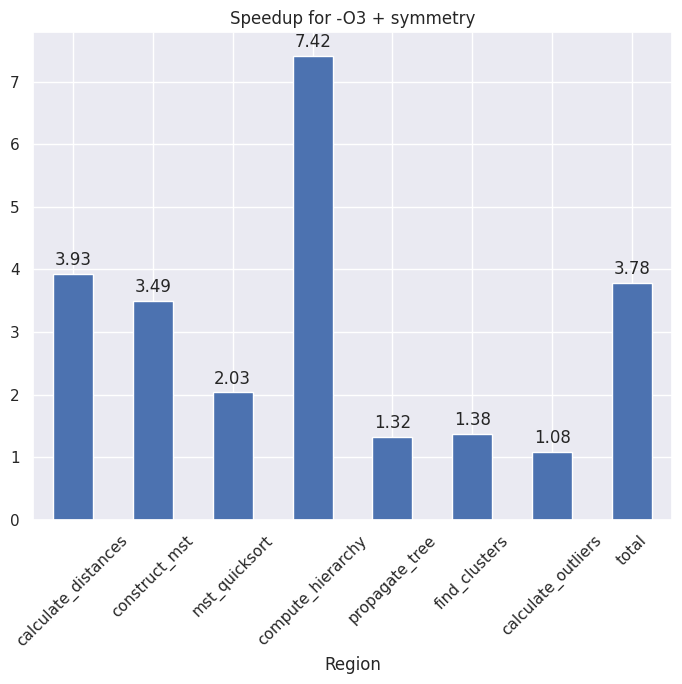 Speedup for -O3 + symmetry
7.42
7
6
5
4
3
2
1
0
3.93
3.49
2.03
1.32
1.38
1.08
3.78
calculate_distances
construct_mst
mst_quicksort
compute_hierarchy
propagate_tree
find_clusters
calculate_outliers
total
Region